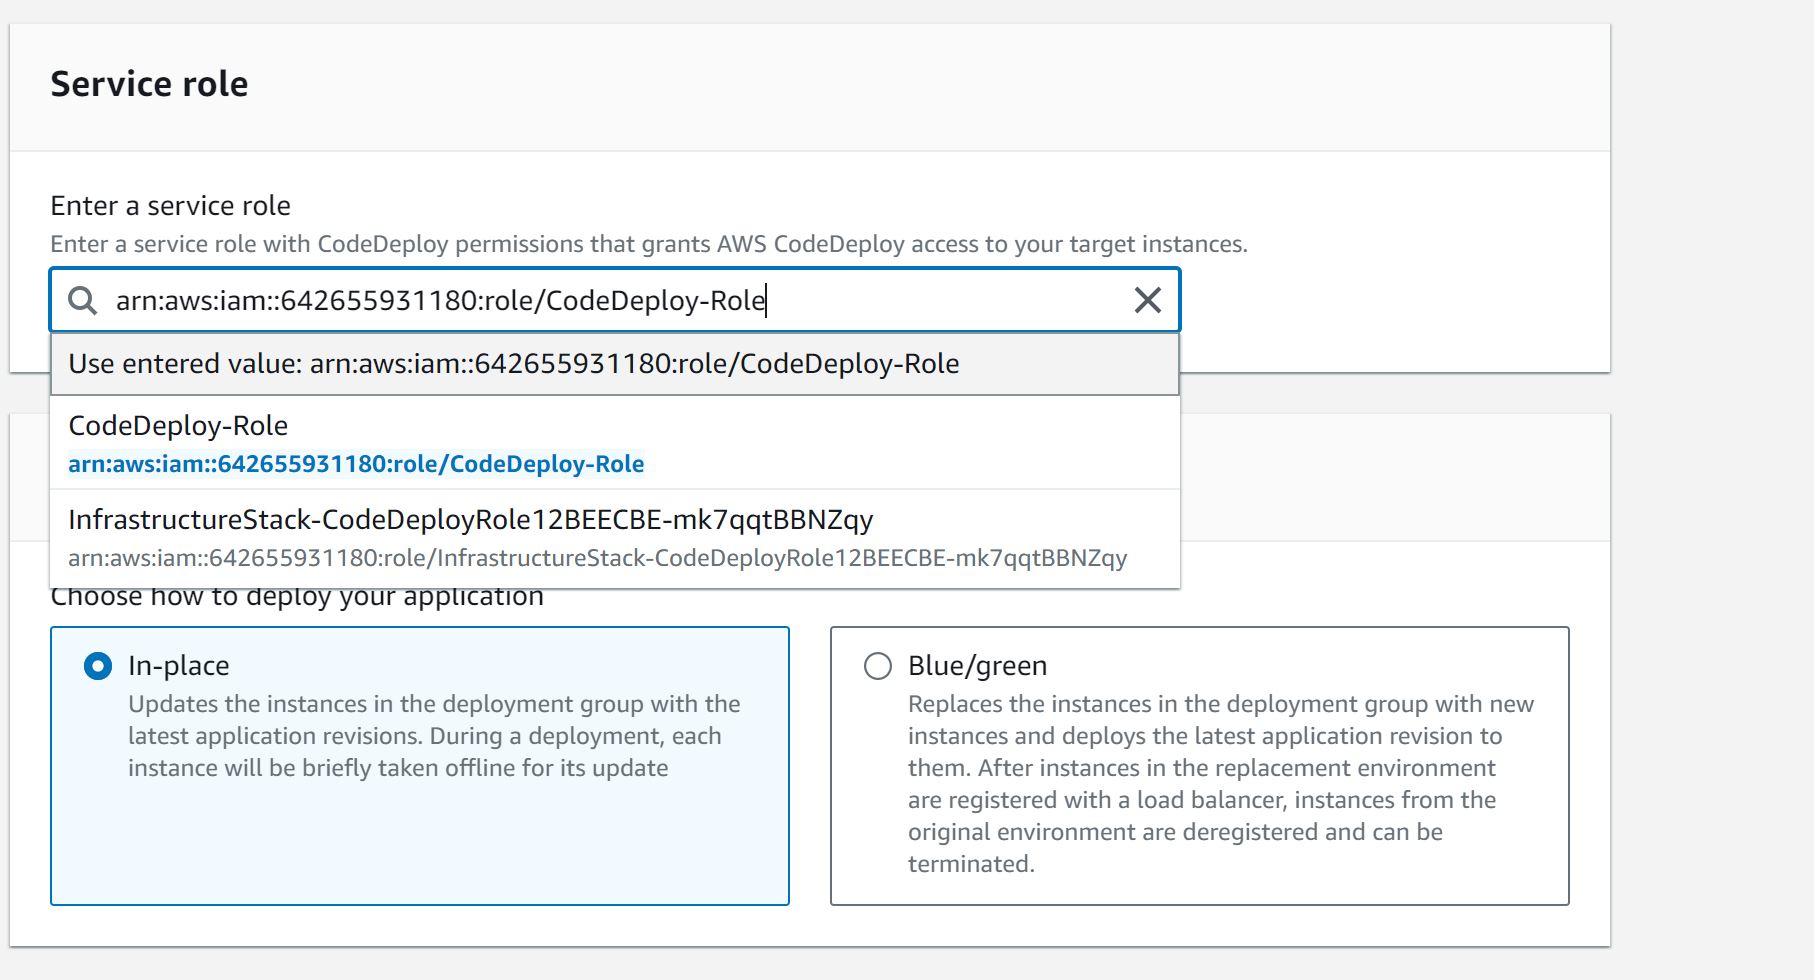 Service role
Enter a service role
Enter a service role with CodeDeploy permissions that grants AWS CodeDeploy access to your target instances.
arn:aws:iam::642655931180:role/CodeDeploy-Role
Use entered value: arn:aws:iam::642655931180:role/CodeDeploy-Role
CodeDeploy-Role
arn:aws:iam::642655931180:role/CodeDeploy-Role
InfrastructureStack-CodeDeployRole12BEECBE-mk7qqtBBNZqy
arn:aws:iam::642655931180:role/InfrastructureStack-CodeDeployRole12BEECBE-mk7qqtBBNZqy
Choose how to deploy your application
In-place
Updates the instances in the deployment group with the
latest application revisions. During a deployment, each
instance will be briefly taken offline for its update
Blue/green
Replaces the instances in the deployment group with new
instances and deploys the latest application revision to
them. After instances in the replacement environment
are registered with a load balancer, instances from the
original environment are deregistered and can be
terminated.